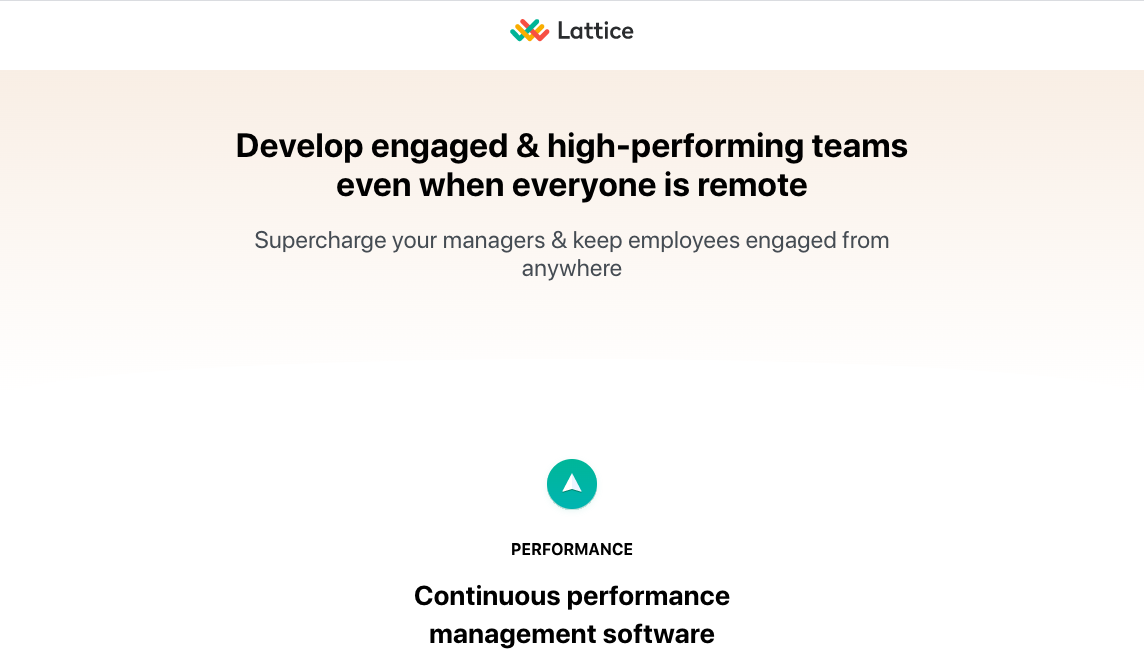 Lattice
Develop engaged & high-performing teams
even when everyone is remote
Supercharge your managers & keep employees engaged from
anywhere
PERFORMANCE
Continuous performance
management software